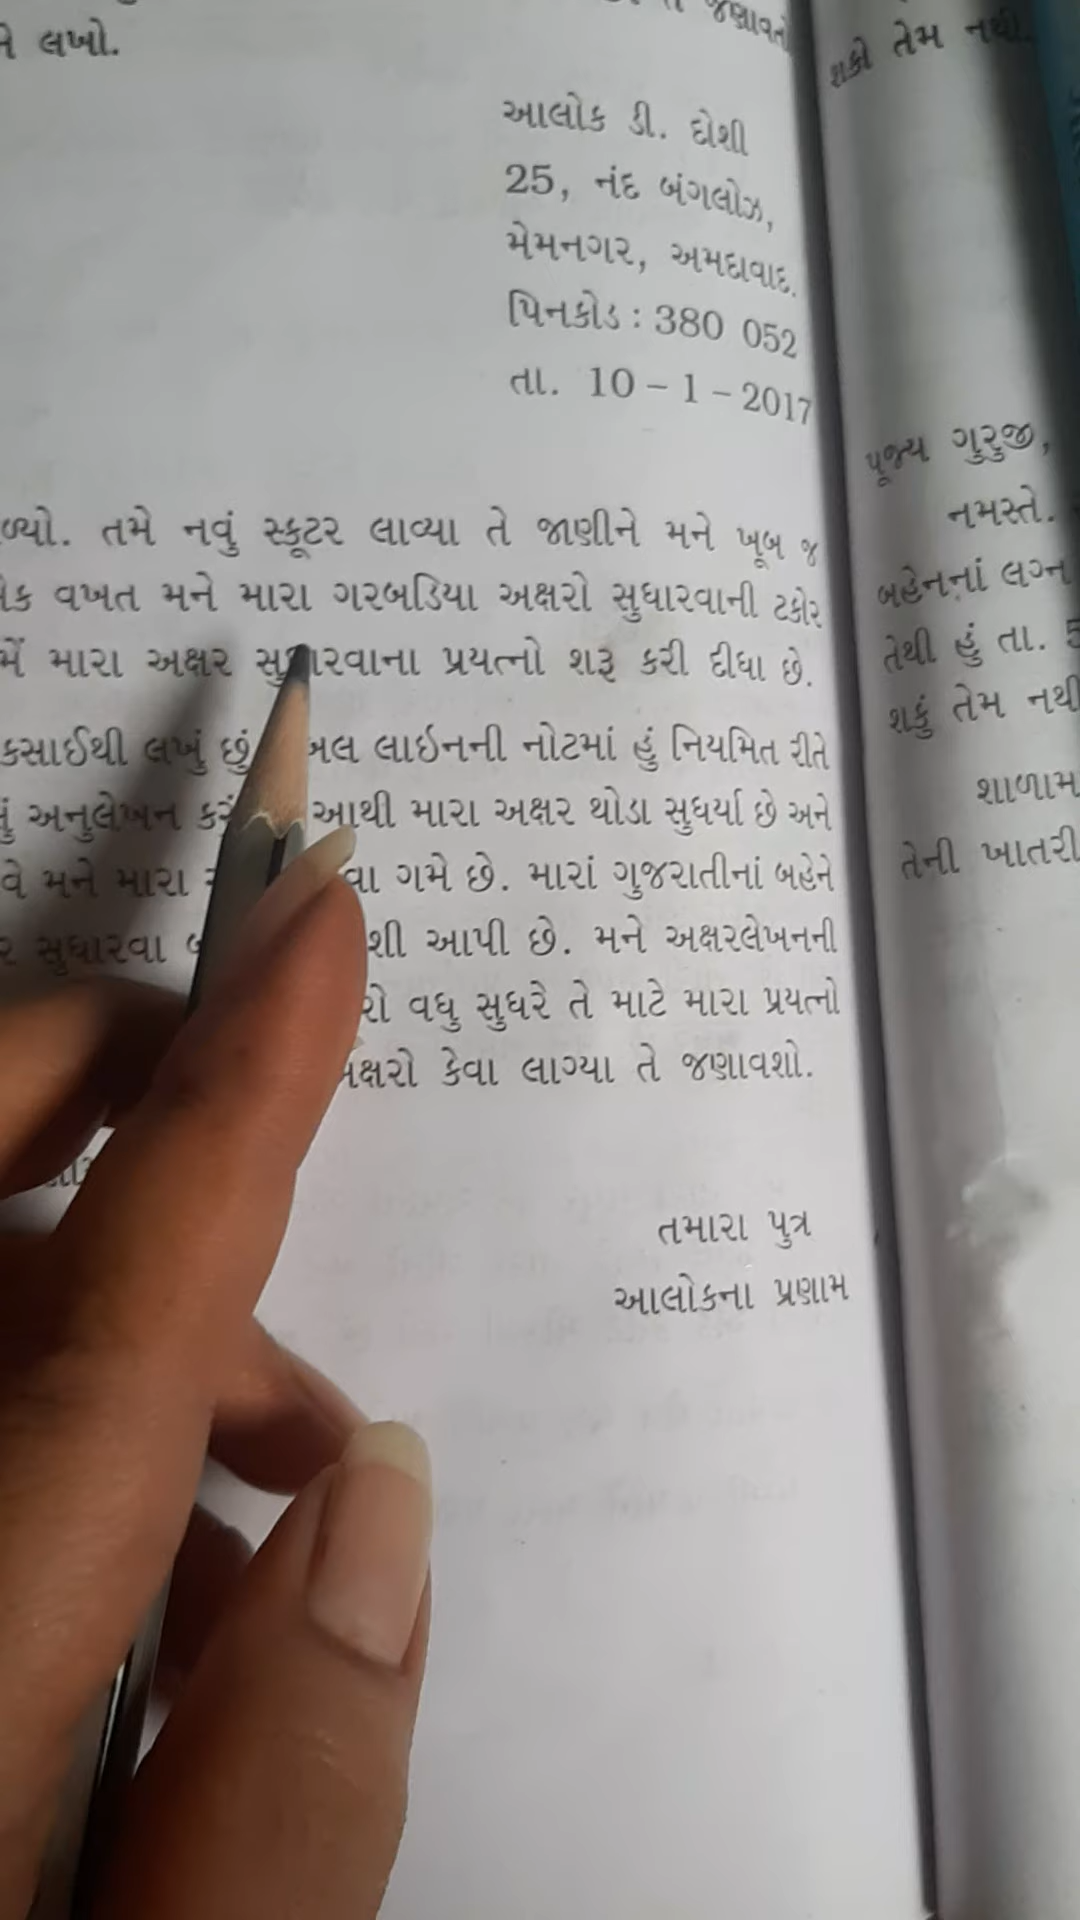 લખો.
જણાવતો
આલોક ડી. દોશી
25, નંદ બંગલોઝ,
મેમનગર, અમદાવાદ.
પિનકોડ : 380 052
તા. 10 – 1 – 2017
તમે નવું સ્કૂટર લાવ્યા તે જાણીને મને ખૂબ જ
વખત મને મારા ગરબડિયા અક્ષરો સુધારવાની ટકોર
મેં મારા અક્ષર સુધારવાના પ્રયત્નો શરૂ કરી દીધા છે.
લખું છું લાઇનની નોટમાં હું નિયમિત રીતે
અનુલેખન આથી મારા અક્ષર થોડા સુધર્યા છે અને
મને મારા ગમે છે. મારાં ગુજરાતીનાં બહેને
સુધારવા આપી છે. મને અક્ષરલેખનની
વધુ સુધરે તે માટે મારા પ્રયત્નો
કેવા લાગ્યા તે જણાવશો.
તમારા પુત્ર
આલોકના પ્રણામ
શકો તેમ નથી.
પૂજ્ય ગુરુજી,
નમસ્તે.
બહેનનાં લગ્ન
તેથી હું તા. 5
શકું તેમ નથી
તેની ખાતરી